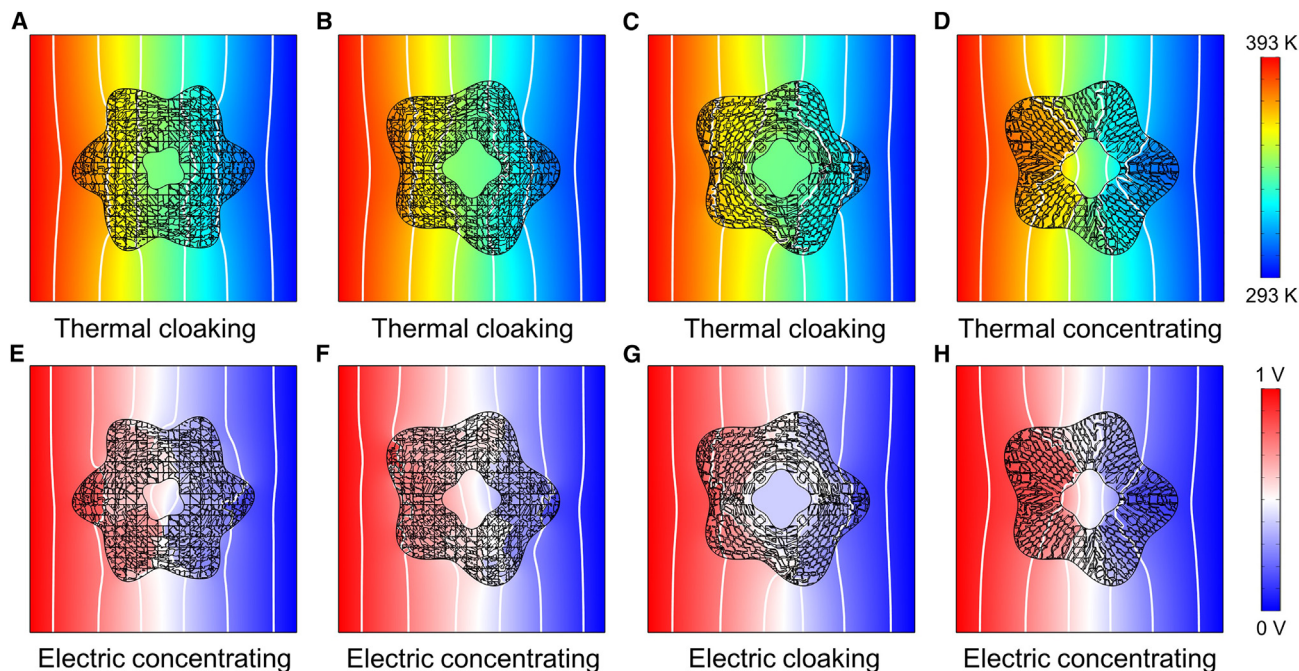 A B C D
393 K
293 K
Thermal cloaking Thermal cloaking Thermal cloaking Thermal concentrating
E F G H
1 V
0 V
Electric concentrating Electric concentrating Electric cloaking Electric concentrating